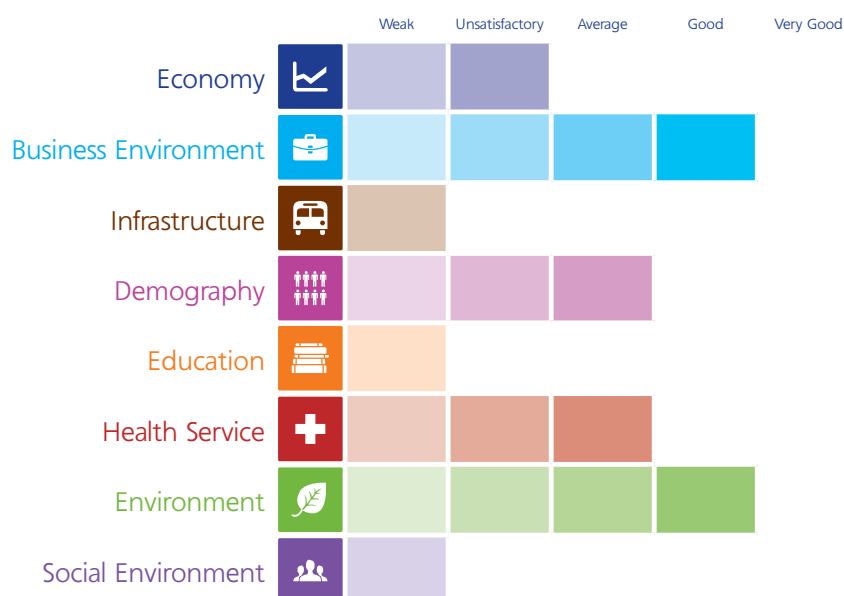 Weak Unsatisfactory Average Good Very Good
Economy
Business Environment
Infrastructure
Demography
Education
Health Service
Environment
Social Environment